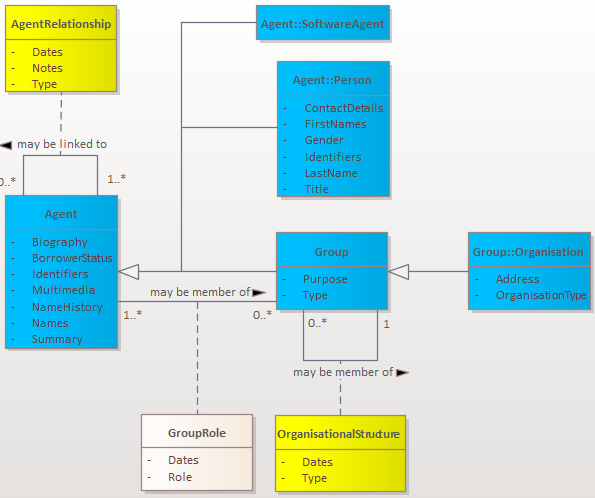 AgentRelationship
- Dates
- Notes
- Type
Agent::SoftwareAgent
Agent::Person
- ContactDetails
- FirstNames
- Gender
- Identifiers
- LastName
- Title
may be linked to
0..*
1..*
Agent
- Biography
- BorrowerStatus
- Identifiers
- Multimedia
- NameHistory
- Names
- Summary
Group
- Purpose
- Type
Group::Organisation
- Address
- OrganisationType
may be member of
1..*
0..*
0..*
1
may be member of
GroupRole
- Dates
- Role
OrganisationalStructure
- Dates
- Type